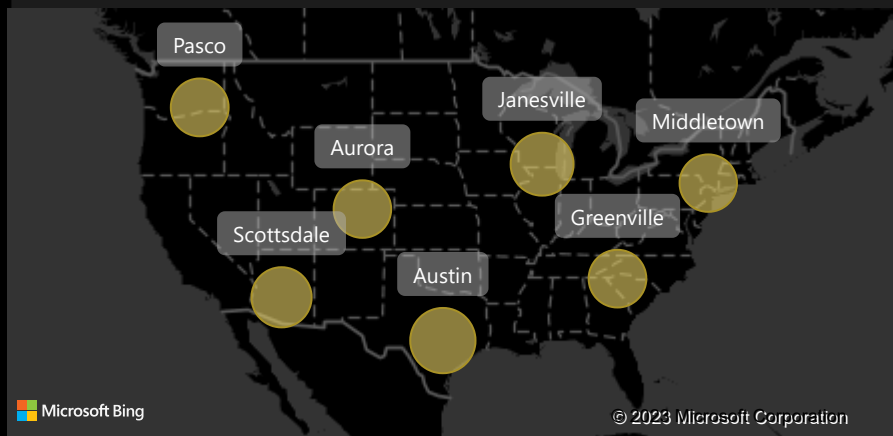 Pasco
Janesville
Middletown
Aurora
Greenville
Scottsdale
Austin
Microsoft Bing
© 2023 Microsoft Corporation